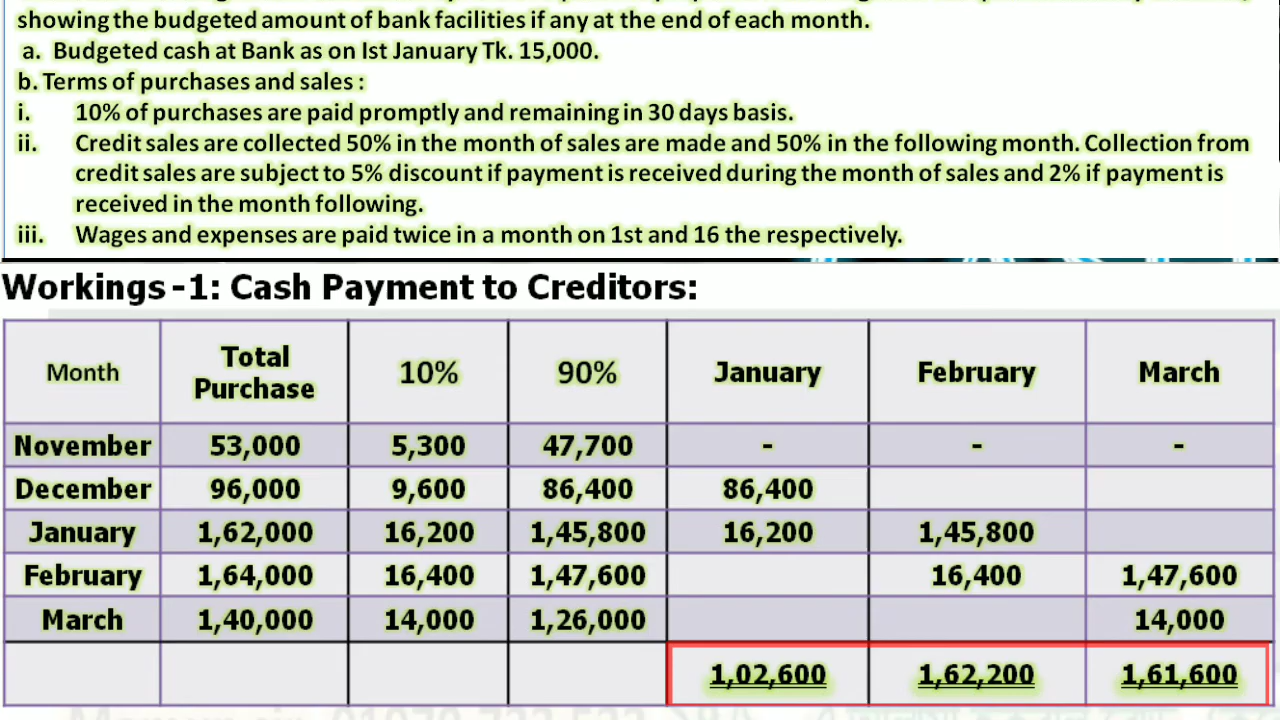 showing the budgeted amount of bank facilities if any at the end of each month.
a. Budgeted cash at Bank as on Ist January Tk. 15,000.
b. Terms of purchases and sales :
i. 10% of purchases are paid promptly and remaining in 30 days basis.
ii. Credit sales are collected 50% in the month of sales are made and 50% in the following month. Collection from
credit sales are subject to 5% discount if payment is received during the month of sales and 2% if payment is
received in the month following.
iii. Wages and expenses are paid twice in a month on 1st and 16 the respectively.
Workings -1: Cash Payment to Creditors:
Month Total Purchase 10% 90% January February March
November 53,000 5,300 47,700 - - -
December 96,000 9,600 86,400 86,400
January 1,62,000 16,200 1,45,800 16,200 1,45,800
February 1,64,000 16,400 1,47,600 16,400 1,47,600
March 1,40,000 14,000 1,26,000 14,000
1,02,600 1,62,200 1,61,600